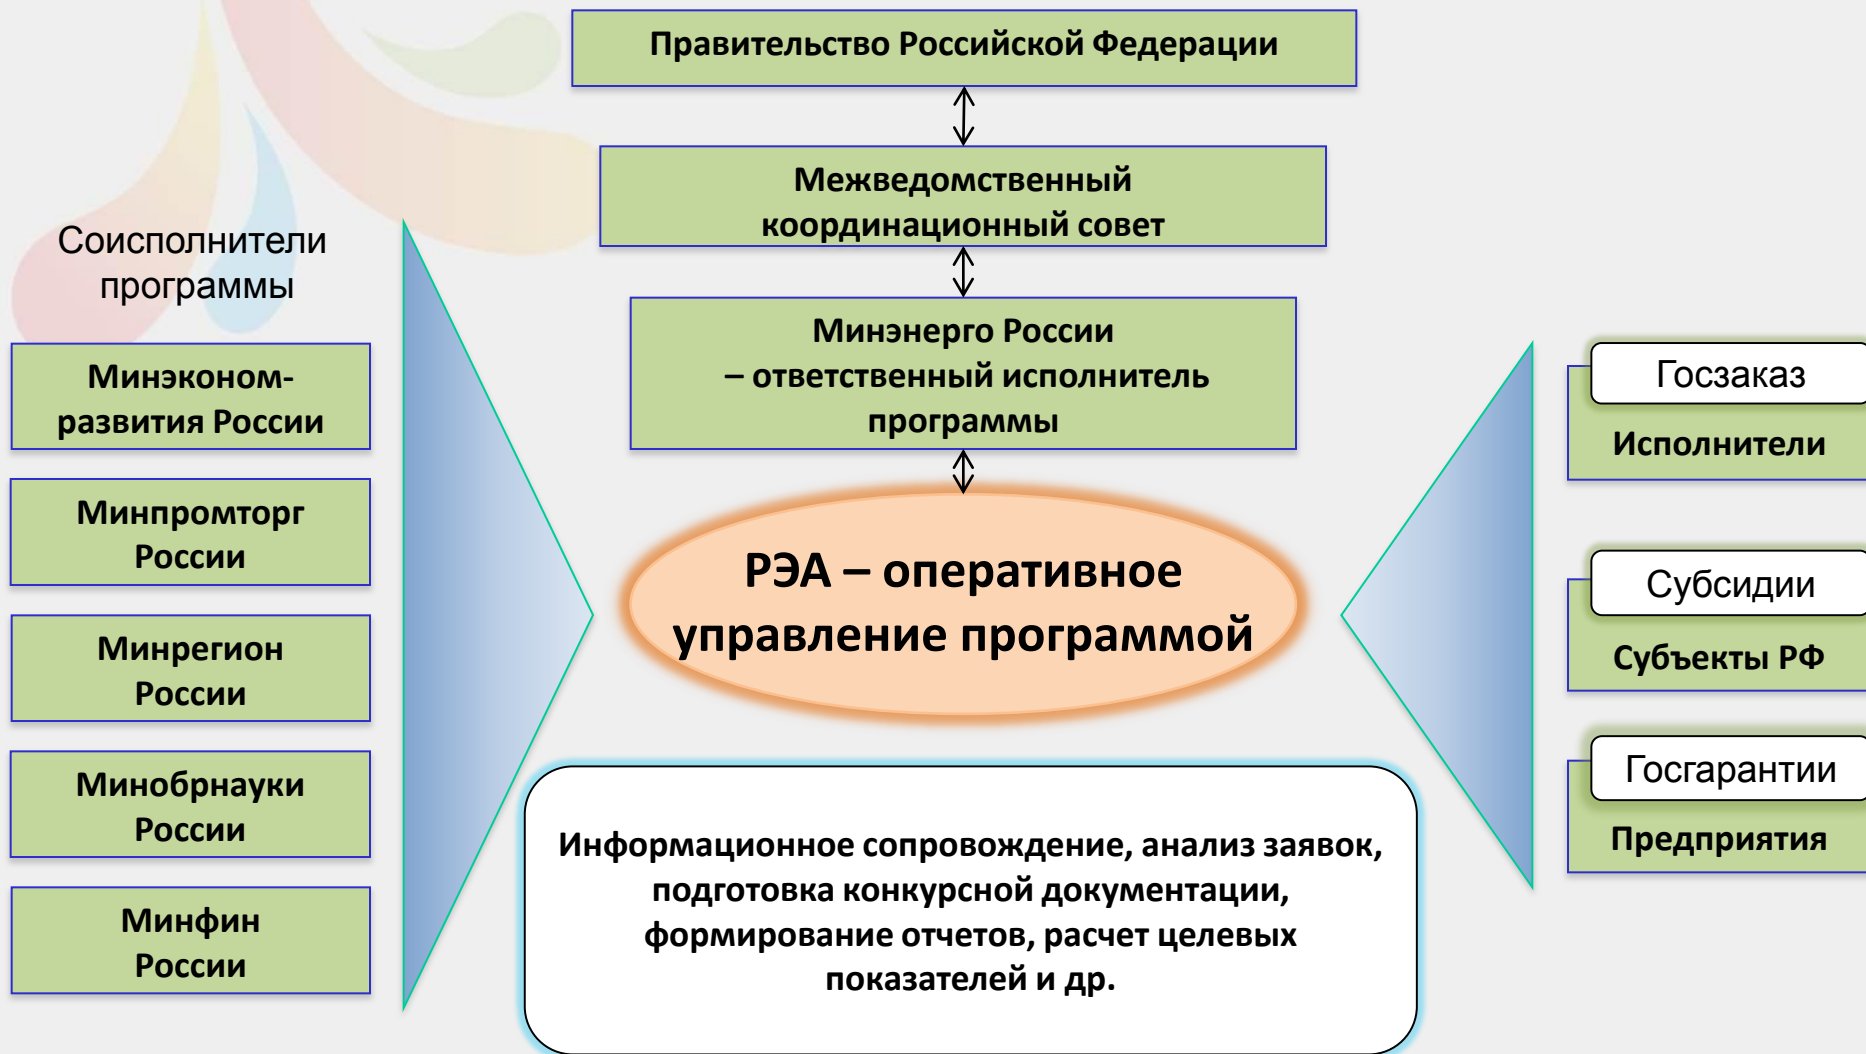 Правительство Российской Федерации
Межведомственный
координационный совет
Минэнерго России
– ответственный исполнитель
программы
РЭА – оперативное
управление программой
Информационное сопровождение, анализ заявок,
подготовка конкурсной документации,
формирование отчетов, расчет целевых
показателей и др.
Соисполнители
программы
Минэконом-
развития России
Минпромторг
России
Минрегион
России
Минобрнауки
России
Минфин
России
Госзаказ
Исполнители
Субсидии
Субъекты РФ
Госгарантии
Предприятия